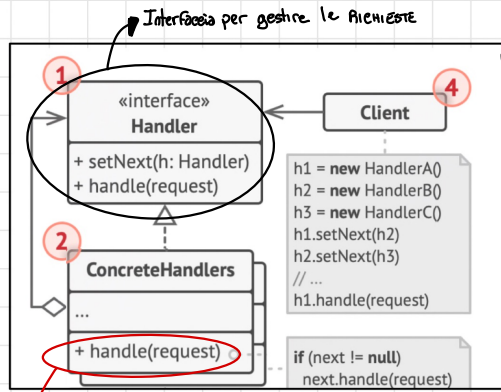 Interfaccia per gestire le RICHIESTE
1
«interface»
Handler
+ setNext(h: Handler)
+ handle(request)
4
Client
h1 = new HandlerA()
h2 = new HandlerB()
h3 = new HandlerC()
h1.setNext(h2)
h2.setNext(h3)
// ...
h1.handle(request)
2
ConcreteHandlers
...
+ handle(request)
if (next != null)
next.handle(request)